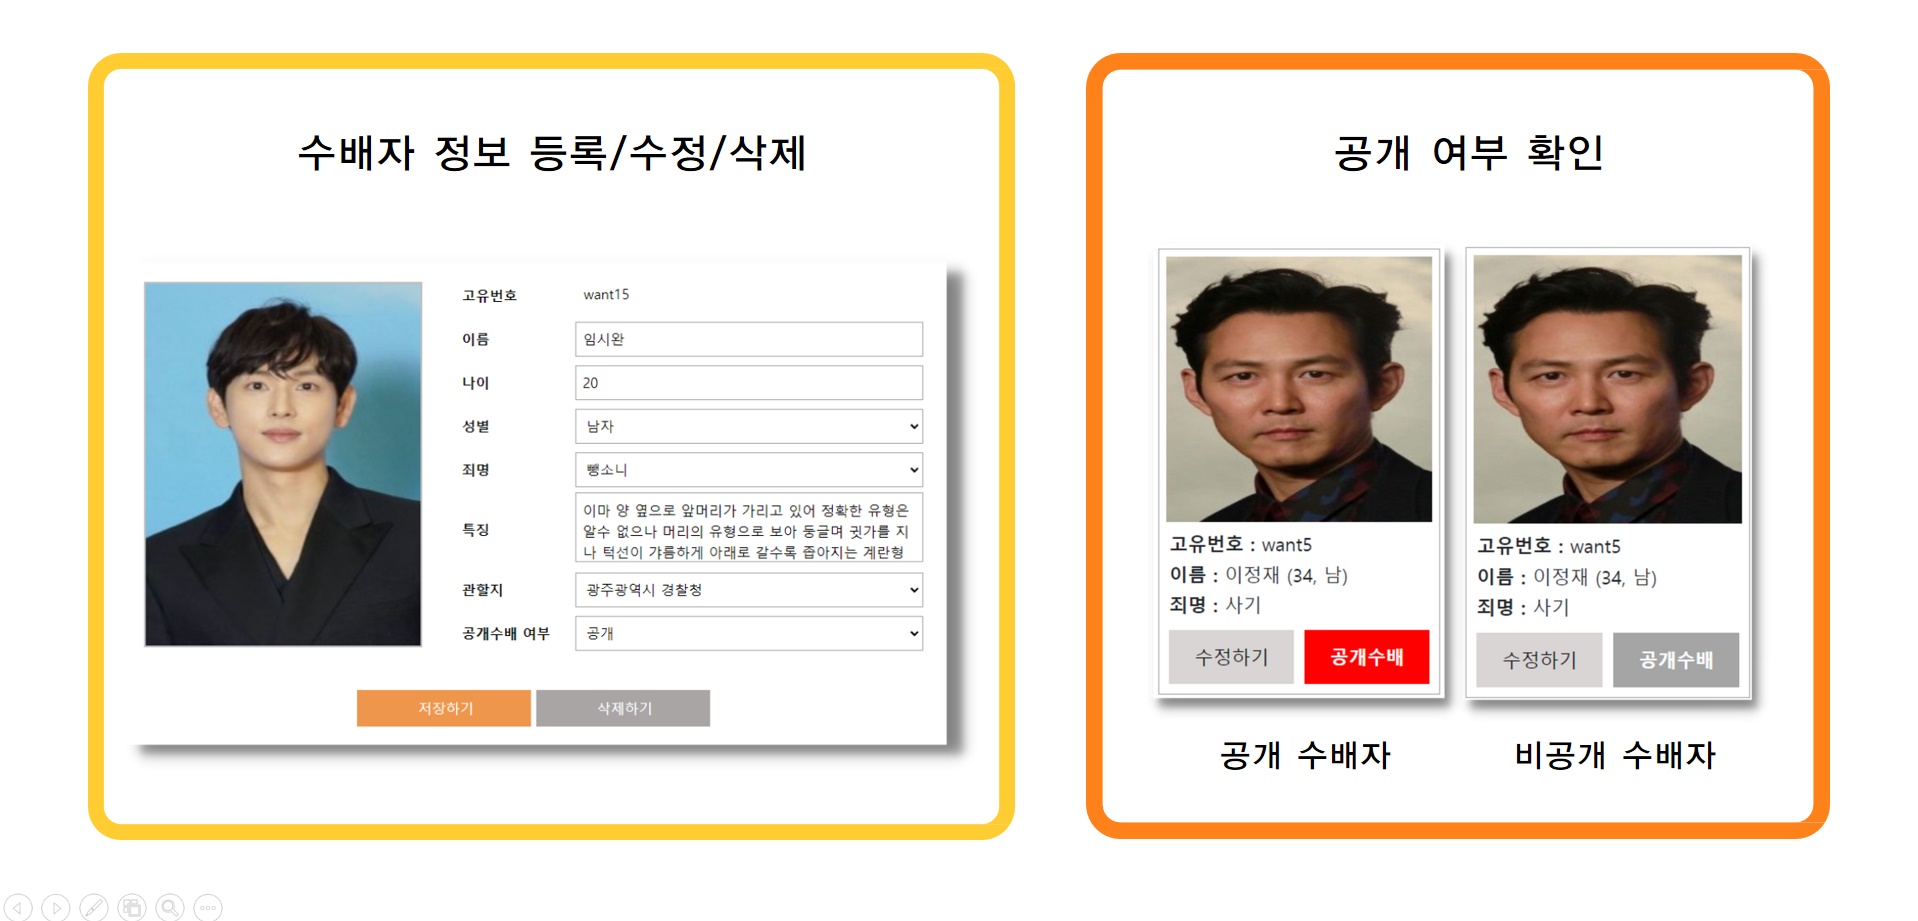 수배자 정보 등록/수정/삭제
고유번호 want15
이름 임시완
나이 20
성별 남자
죄명 뺑소니
특징 이마 양 옆으로 앞머리가 가리고 있어 정확한 유형은
알수 없으나 머리의 유형으로 보아 둥글며 귓가를 지
나 턱선이 갸름하게 아래로 갈수록 좁아지는 계란형
관할지 광주광역시 경찰청
공개수배 여부 공개
저장하기 삭제하기
공개 여부 확인
고유번호 : want5
이름 : 이정재 (34, 남)
죄명 : 사기
수정하기 공개수배
공개 수배자
고유번호 : want5
이름 : 이정재 (34, 남)
죄명 : 사기
수정하기 공개수배
비공개 수배자